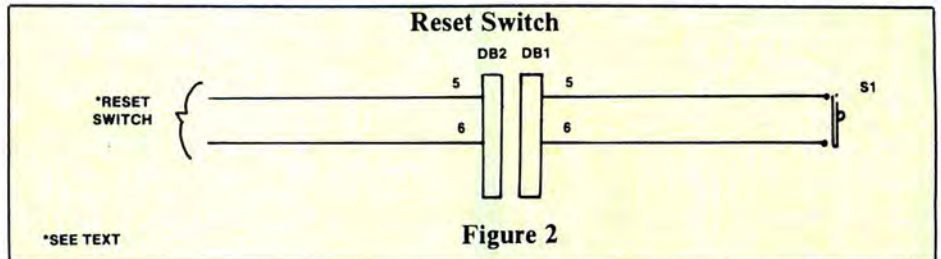 Reset Switch
DB2 DB1
5 5
S1
*RESET
SWITCH
6 6
*SEE TEXT
Figure 2